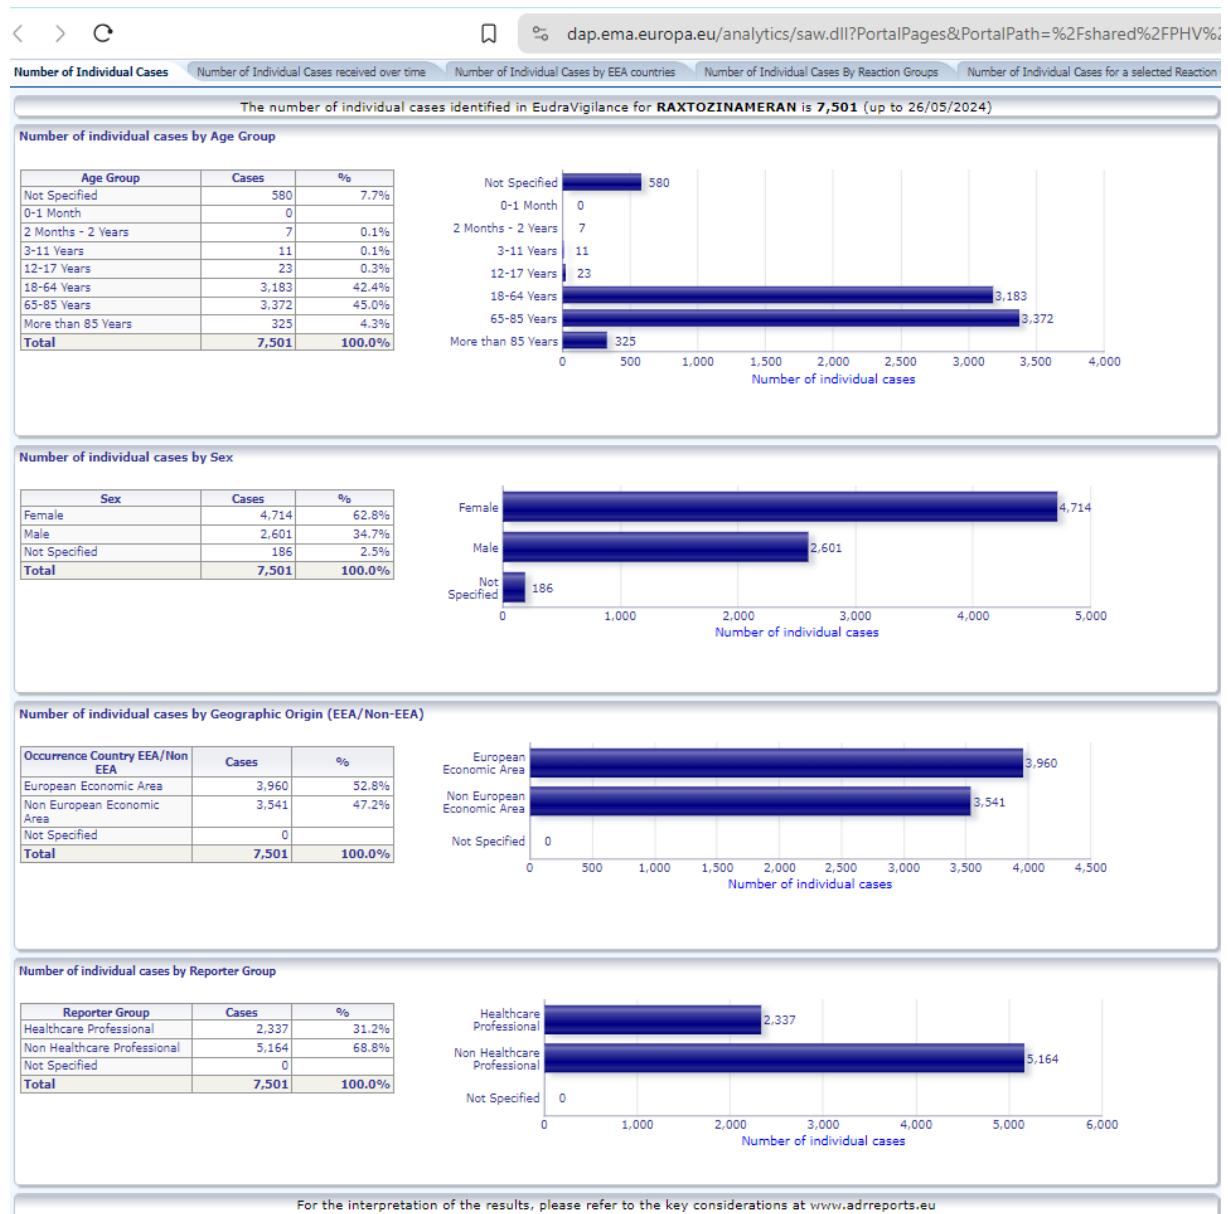 dap.ema.europa.eu/analytics/saw.dll?PortalPages&PortalPath=%2Fshared%2FPHV%2
Number of Individual Cases Number of Individual Cases received over time Number of Individual Cases by EEA countries Number of Individual Cases By Reaction Groups Number of Individual Cases for a selected Reaction
The number of individual cases identified in EudraVigilance for RAXTOZINAMERAN is 7,501 (up to 26/05/2024)
Number of individual cases by Age Group
Age Group Cases %
Not Specified 580 7.7%
0-1 Month 0
2 Months - 2 Years 7 0.1%
3-11 Years 11 0.1%
12-17 Years 23 0.3%
18-64 Years 3,183 42.4%
65-85 Years 3,372 45.0%
More than 85 Years 325 4.3%
Total 7,501 100.0%
Not Specified 580
0-1 Month 0
2 Months - 2 Years 7
3-11 Years 11
12-17 Years 23
18-64 Years 3,183
65-85 Years 3,372
More than 85 Years 325
0 500 1,000 1,500 2,000 2,500 3,000 3,500 4,000
Number of individual cases
Number of individual cases by Sex
Sex Cases %
Female 4,714 62.8%
Male 2,601 34.7%
Not Specified 186 2.5%
Total 7,501 100.0%
Female 4,714
Male 2,601
Not
Specified 186
0 1,000 2,000 3,000 4,000 5,000
Number of individual cases
Number of individual cases by Geographic Origin (EEA/Non-EEA)
Occurrence Country EEA/Non
EEA Cases %
European Economic Area 3,960 52.8%
Non European Economic
Area 3,541 47.2%
Not Specified 0
Total 7,501 100.0%
European
Economic Area 3,960
Non European
Economic Area 3,541
Not Specified 0
0 500 1,000 1,500 2,000 2,500 3,000 3,500 4,000 4,500
Number of individual cases
Number of individual cases by Reporter Group
Reporter Group Cases %
Healthcare Professional 2,337 31.2%
Non Healthcare Professional 5,164 68.8%
Not Specified 0
Total 7,501 100.0%
Healthcare
Professional 2,337
Non Healthcare
Professional 5,164
Not Specified 0
0 1,000 2,000 3,000 4,000 5,000 6,000
Number of individual cases
For the interpretation of the results, please refer to the key considerations at www.adrreports.eu